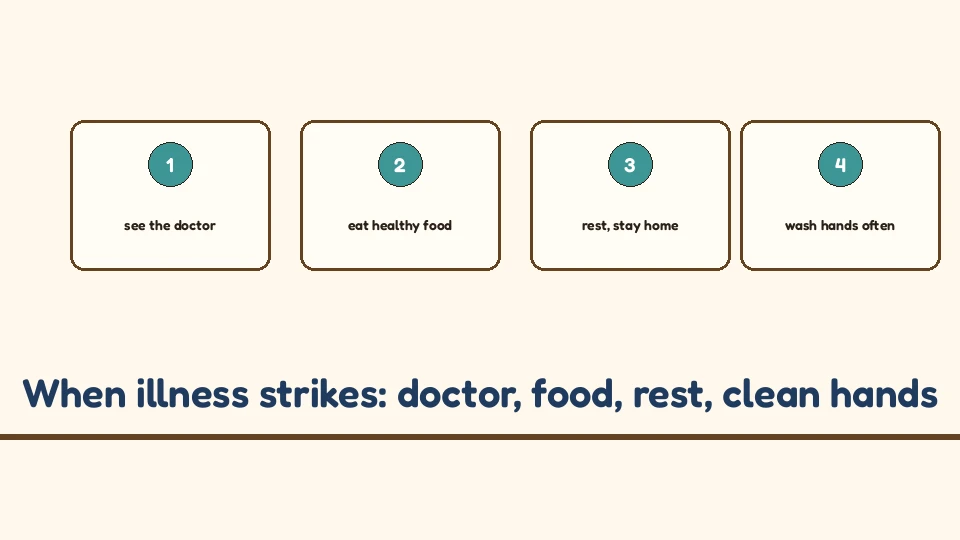 1
see the doctor
2
eat healthy food
3
rest, stay home
4
wash hands often
When illness strikes: doctor, food, rest, clean hands